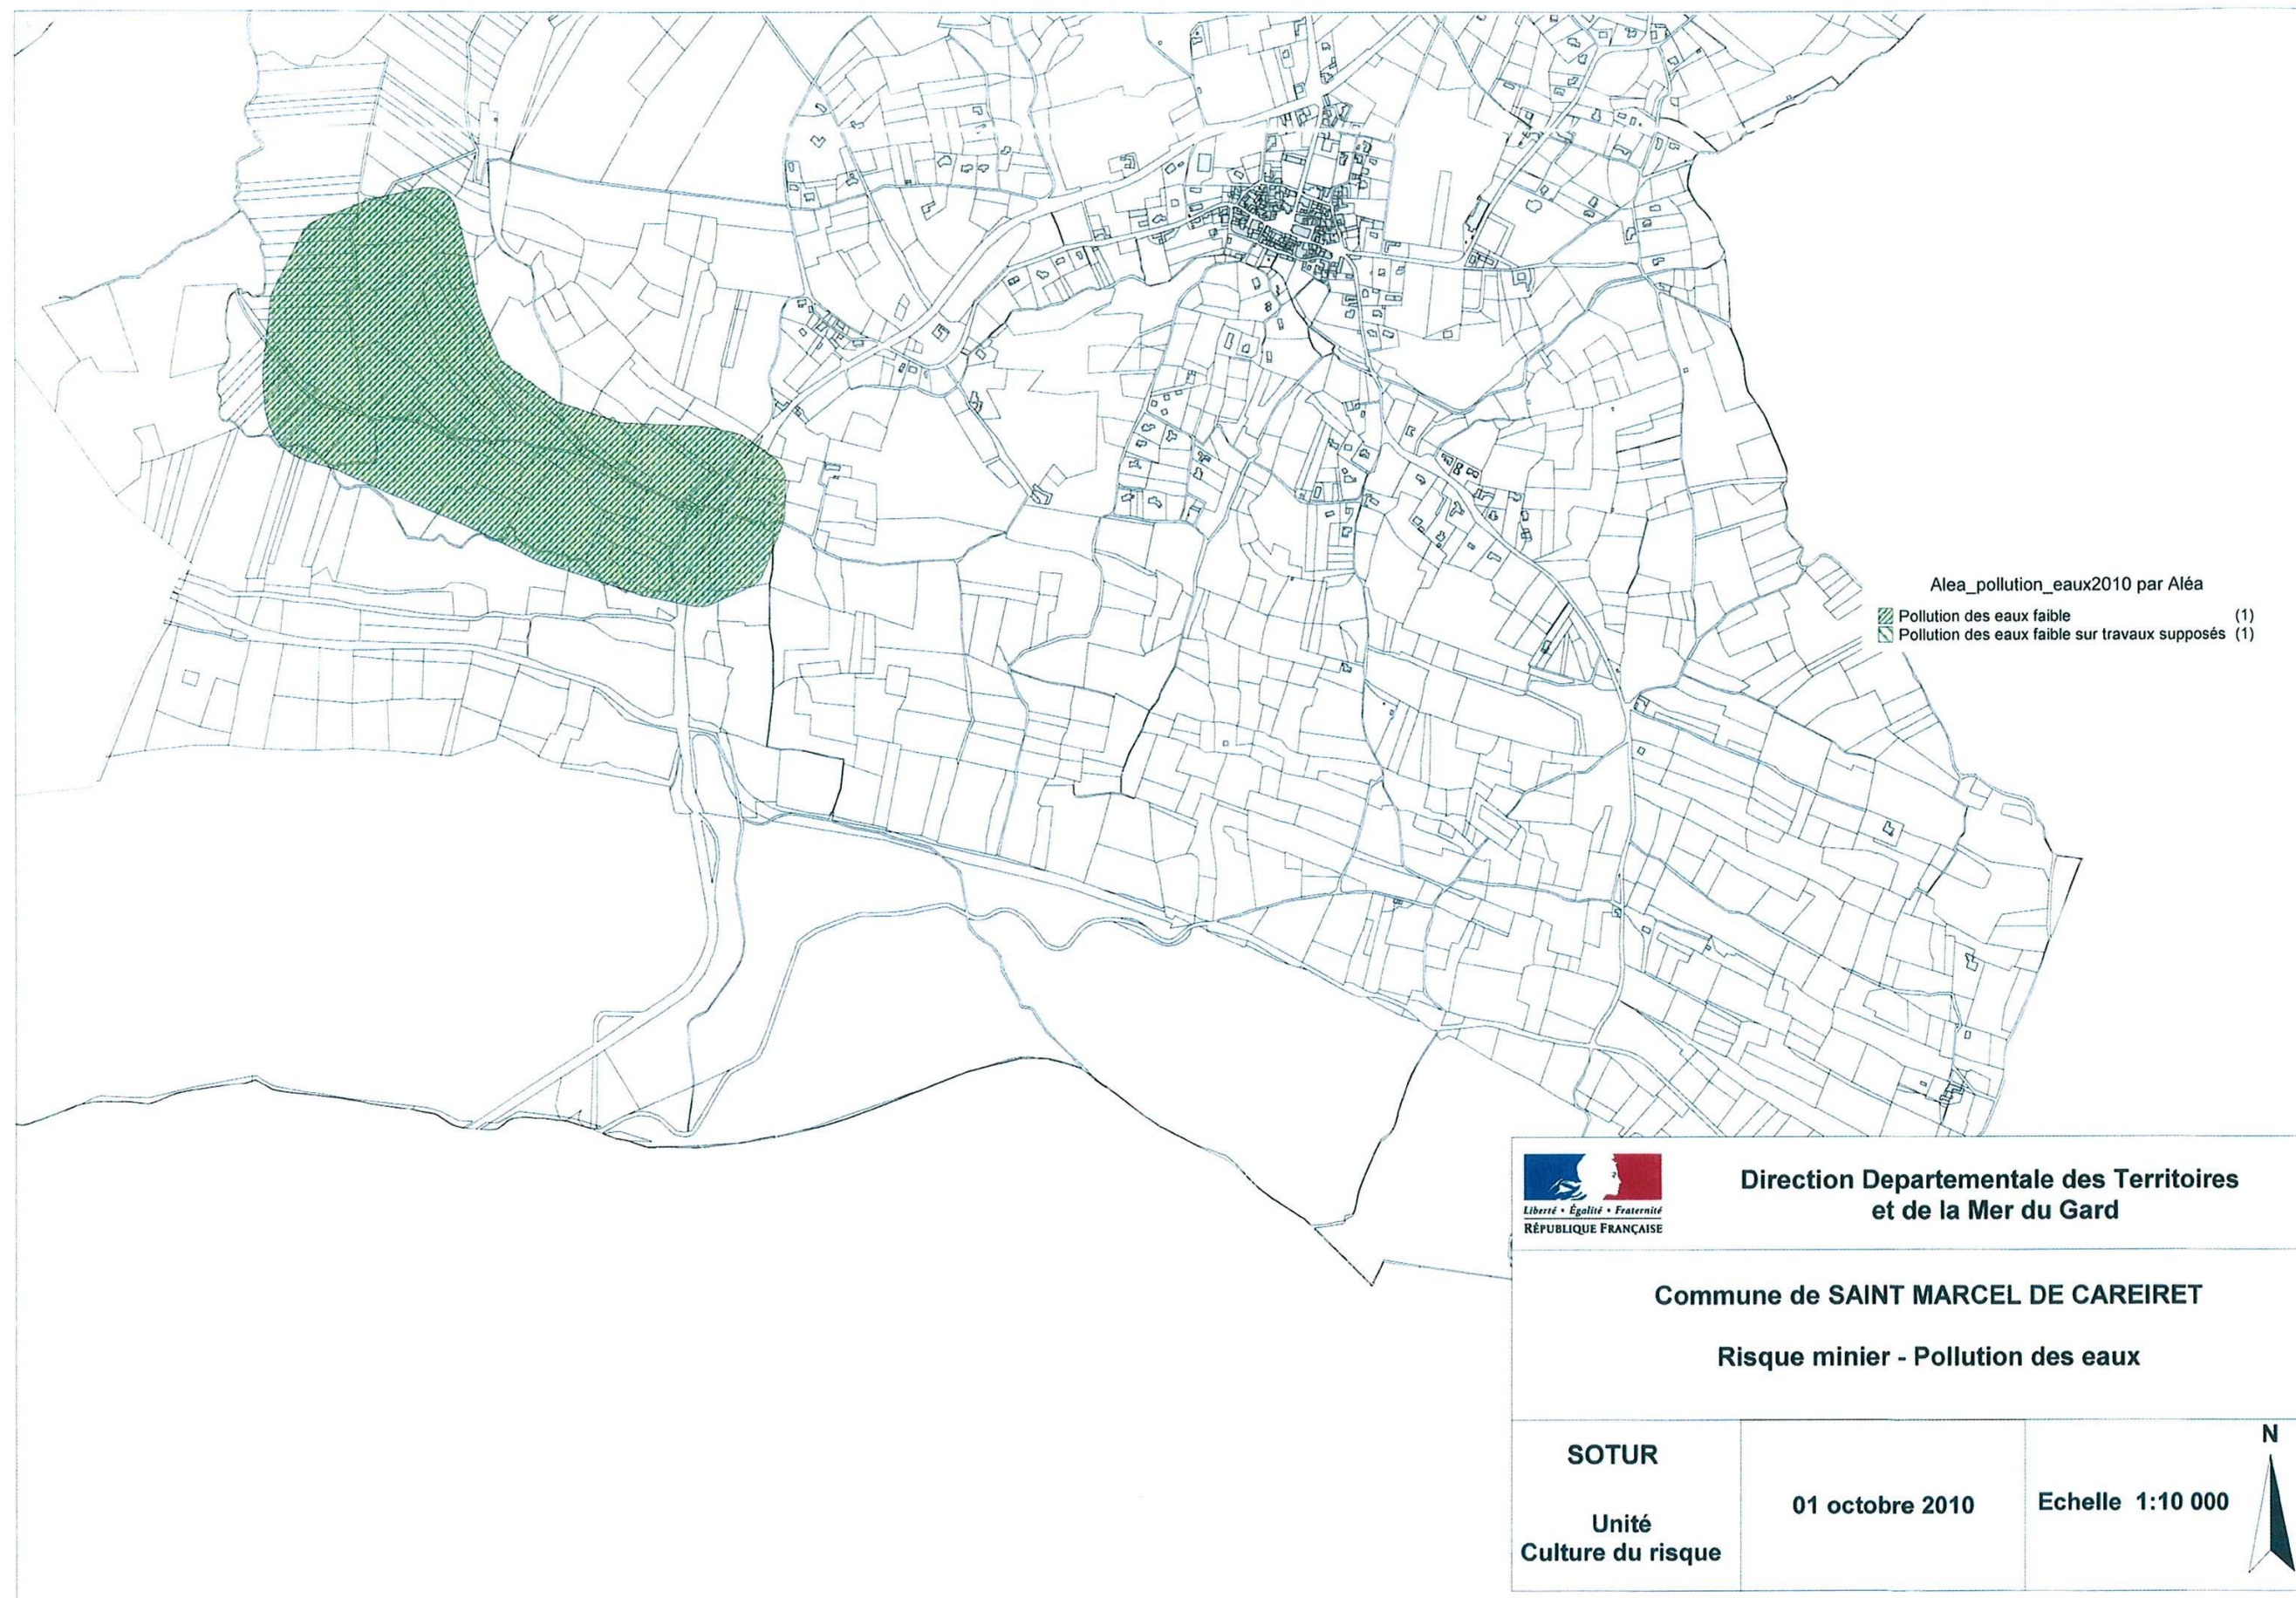 Alea_pollution_eaux2010 par Aléa
Pollution des eaux faible (1)
Pollution des eaux faible sur travaux supposés (1)
Liberté • Égalité • Fraternité
RÉPUBLIQUE FRANÇAISE
Direction Departementale des Territoires
et de la Mer du Gard
Commune de SAINT MARCEL DE CAREIRET
Risque minier - Pollution des eaux
SOTUR
Unité
Culture du risque
01 octobre 2010
Echelle 1:10 000
N